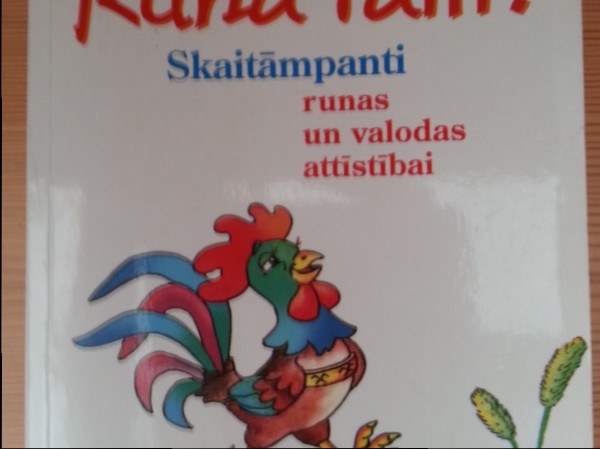 Skaitāmpanti
runas
un valodas
attīstībai